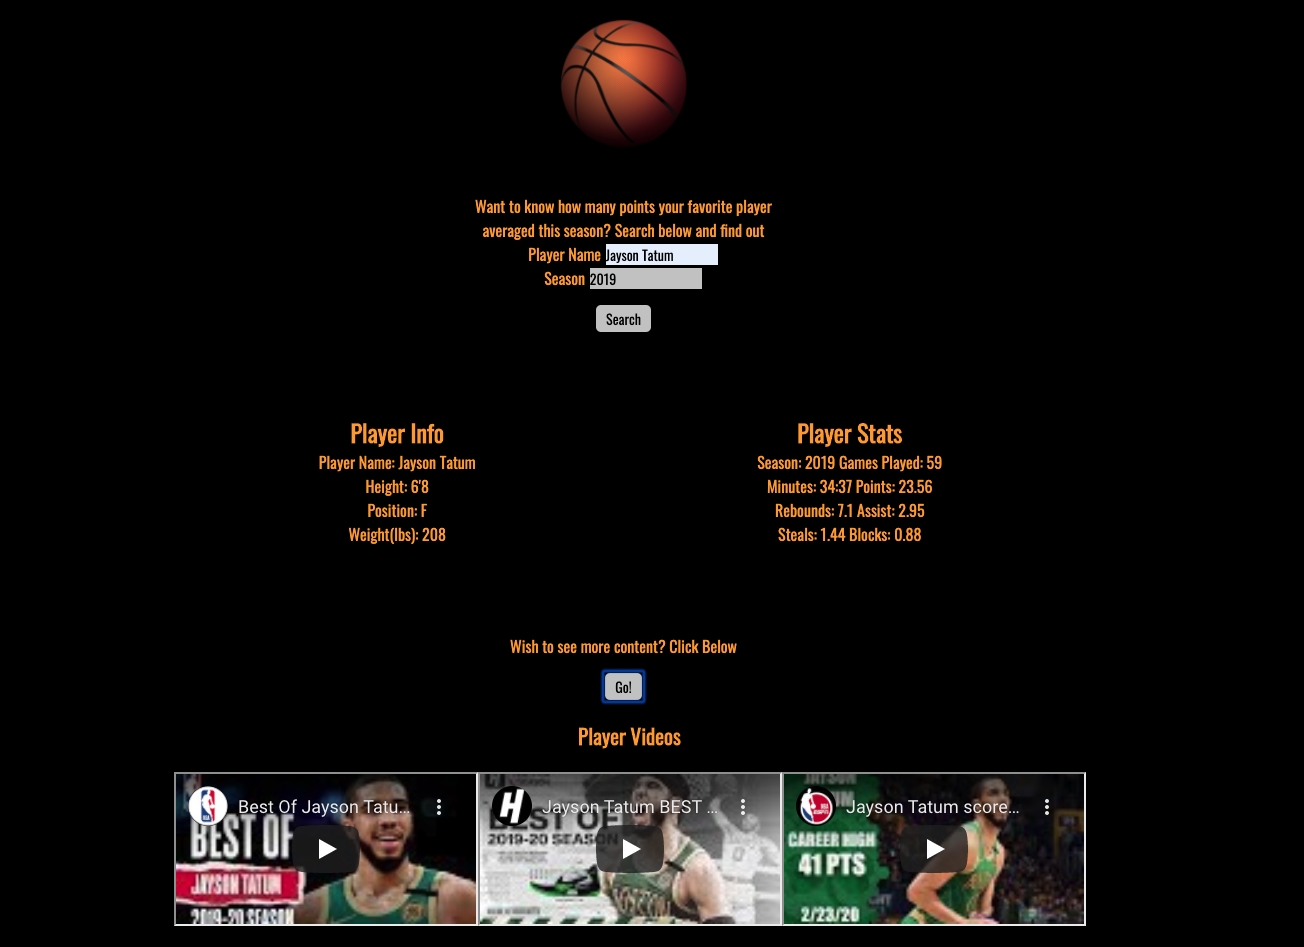 Want to know how many points your favorite player
averaged this season? Search below and find out
Player Name Jayson Tatum
Season 2019
Search
Player Info
Player Name: Jayson Tatum
Height: 6'8
Position: F
Weight(lbs): 208
Player Stats
Season: 2019 Games Played: 59
Minutes: 34:37 Points: 23.56
Rebounds: 7.1 Assist: 2.95
Steals: 1.44 Blocks: 0.88
Wish to see more content? Click Below
Go!
Player Videos
Best Of Jayson Tatu...
BEST OF
JAYSON TATUM
2019-20 SEASON
H
Jayson Tatum BEST ...
BEST OF
2019-20 SEASON
Jayson Tatum score...
CAREER HIGH
41 PTS
2/23/20